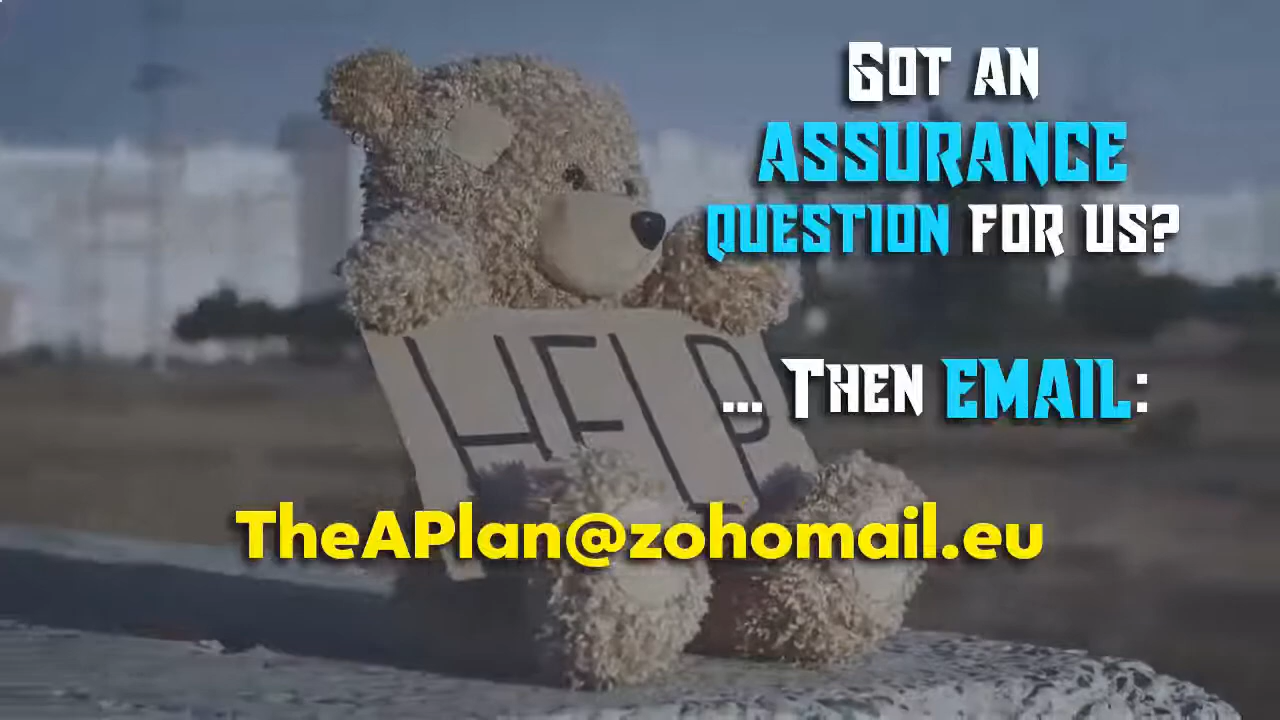 Got an
ASSURANCE
QUESTION FOR US?
HELP
... Then EMAIL:
TheAPlan@zohomail.eu